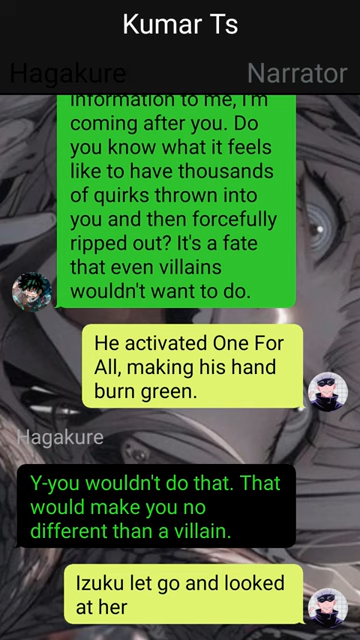 Kumar Ts
Hagakure Narrator
information to me, I'm
coming after you. Do
you know what it feels
like to have thousands
of quirks thrown into
you and then forcefully
ripped out? It's a fate
that even villains
wouldn't want to do.
He activated One For
All, making his hand
burn green.
Hagakure
Y-you wouldn't do that. That
would make you no
different than a villain.
Izuku let go and looked
at her